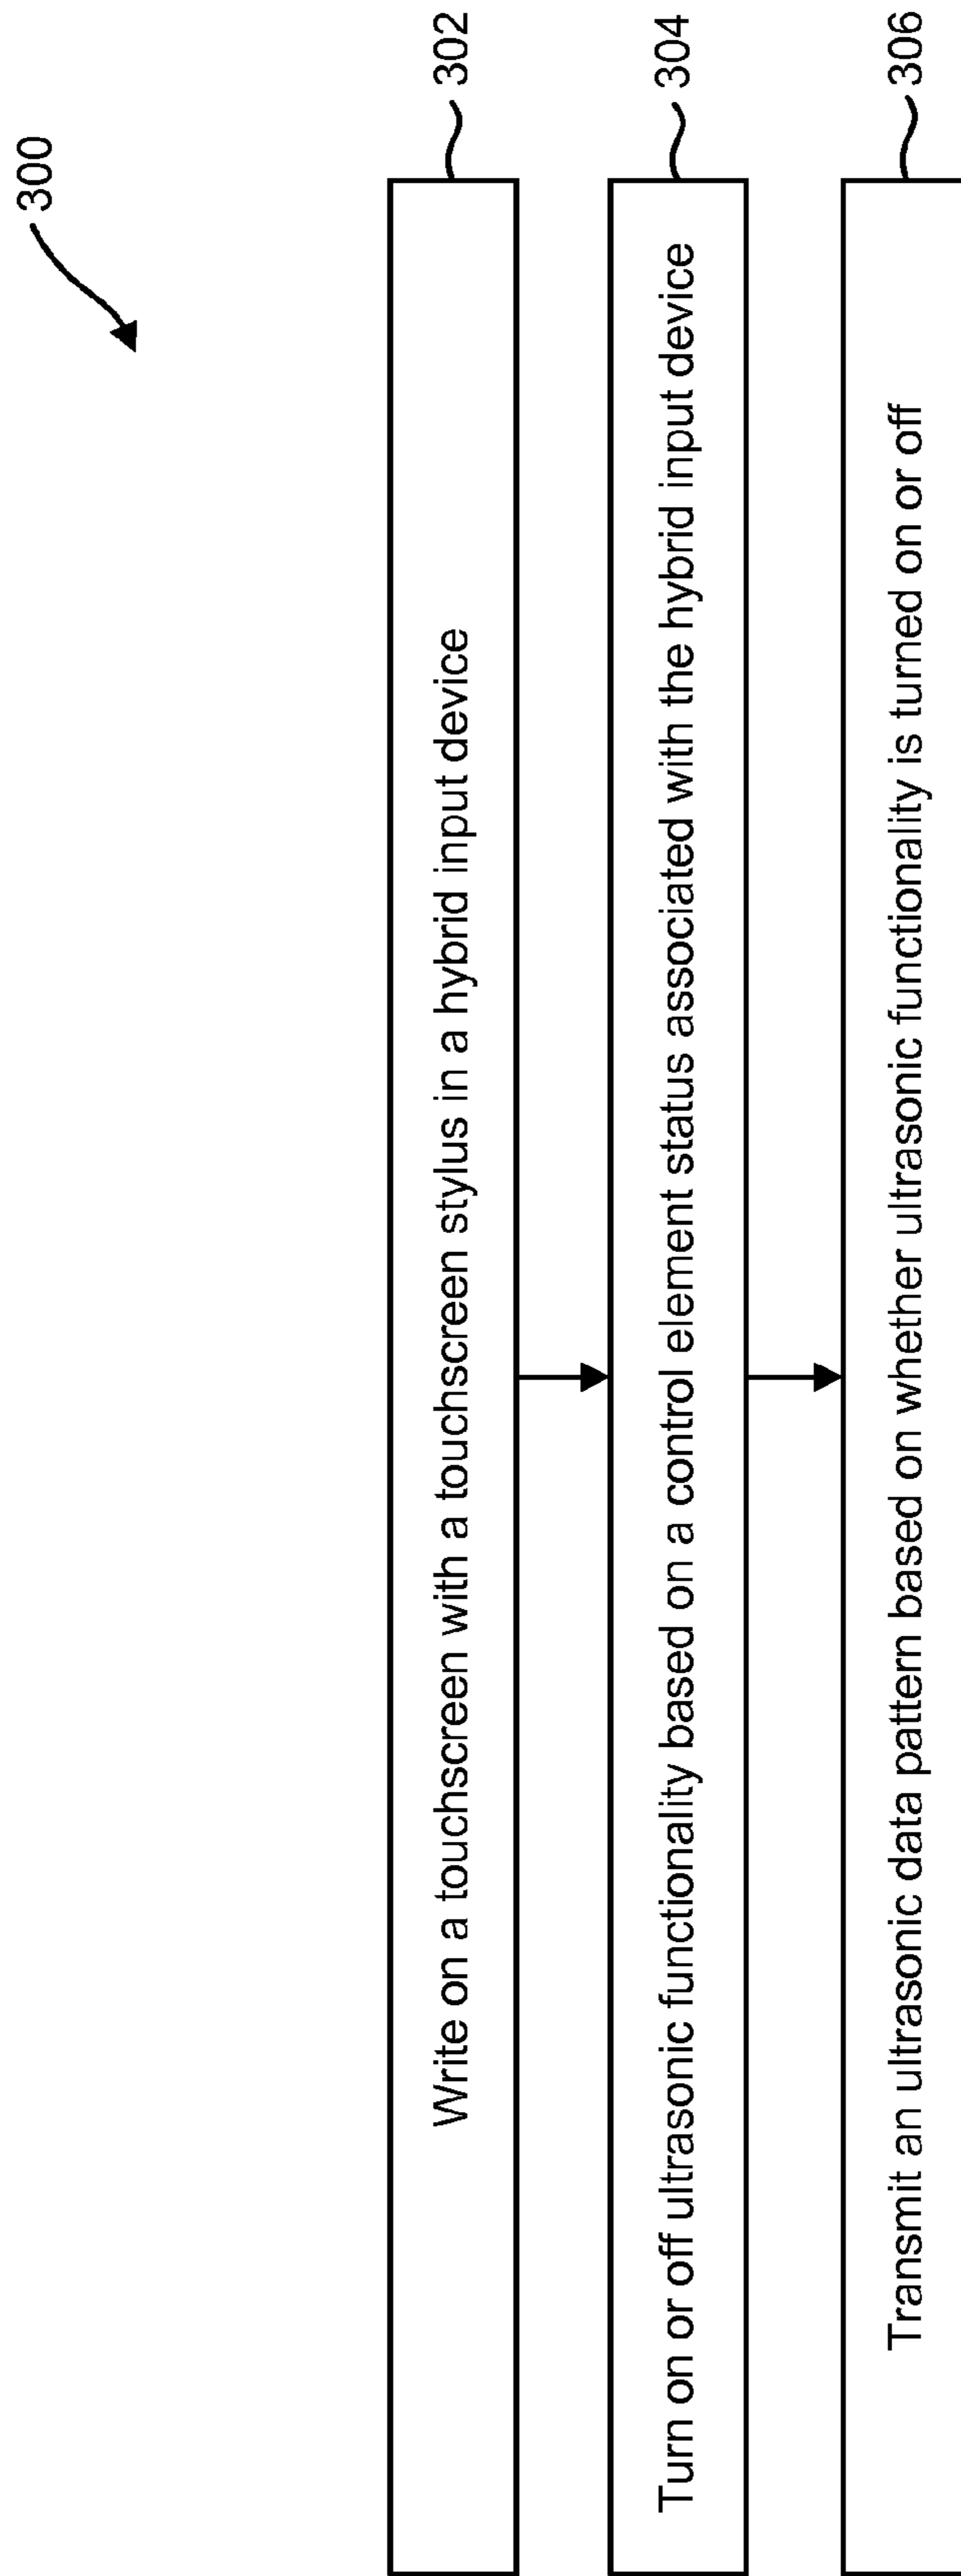 300
302
Write on a touchscreen with a touchscreen stylus in a hybrid input device
304
Turn on or off ultrasonic functionality based on a control element status associated with the hybrid input device
306
Transmit an ultrasonic data pattern based on whether ultrasonic functionality is turned on or off